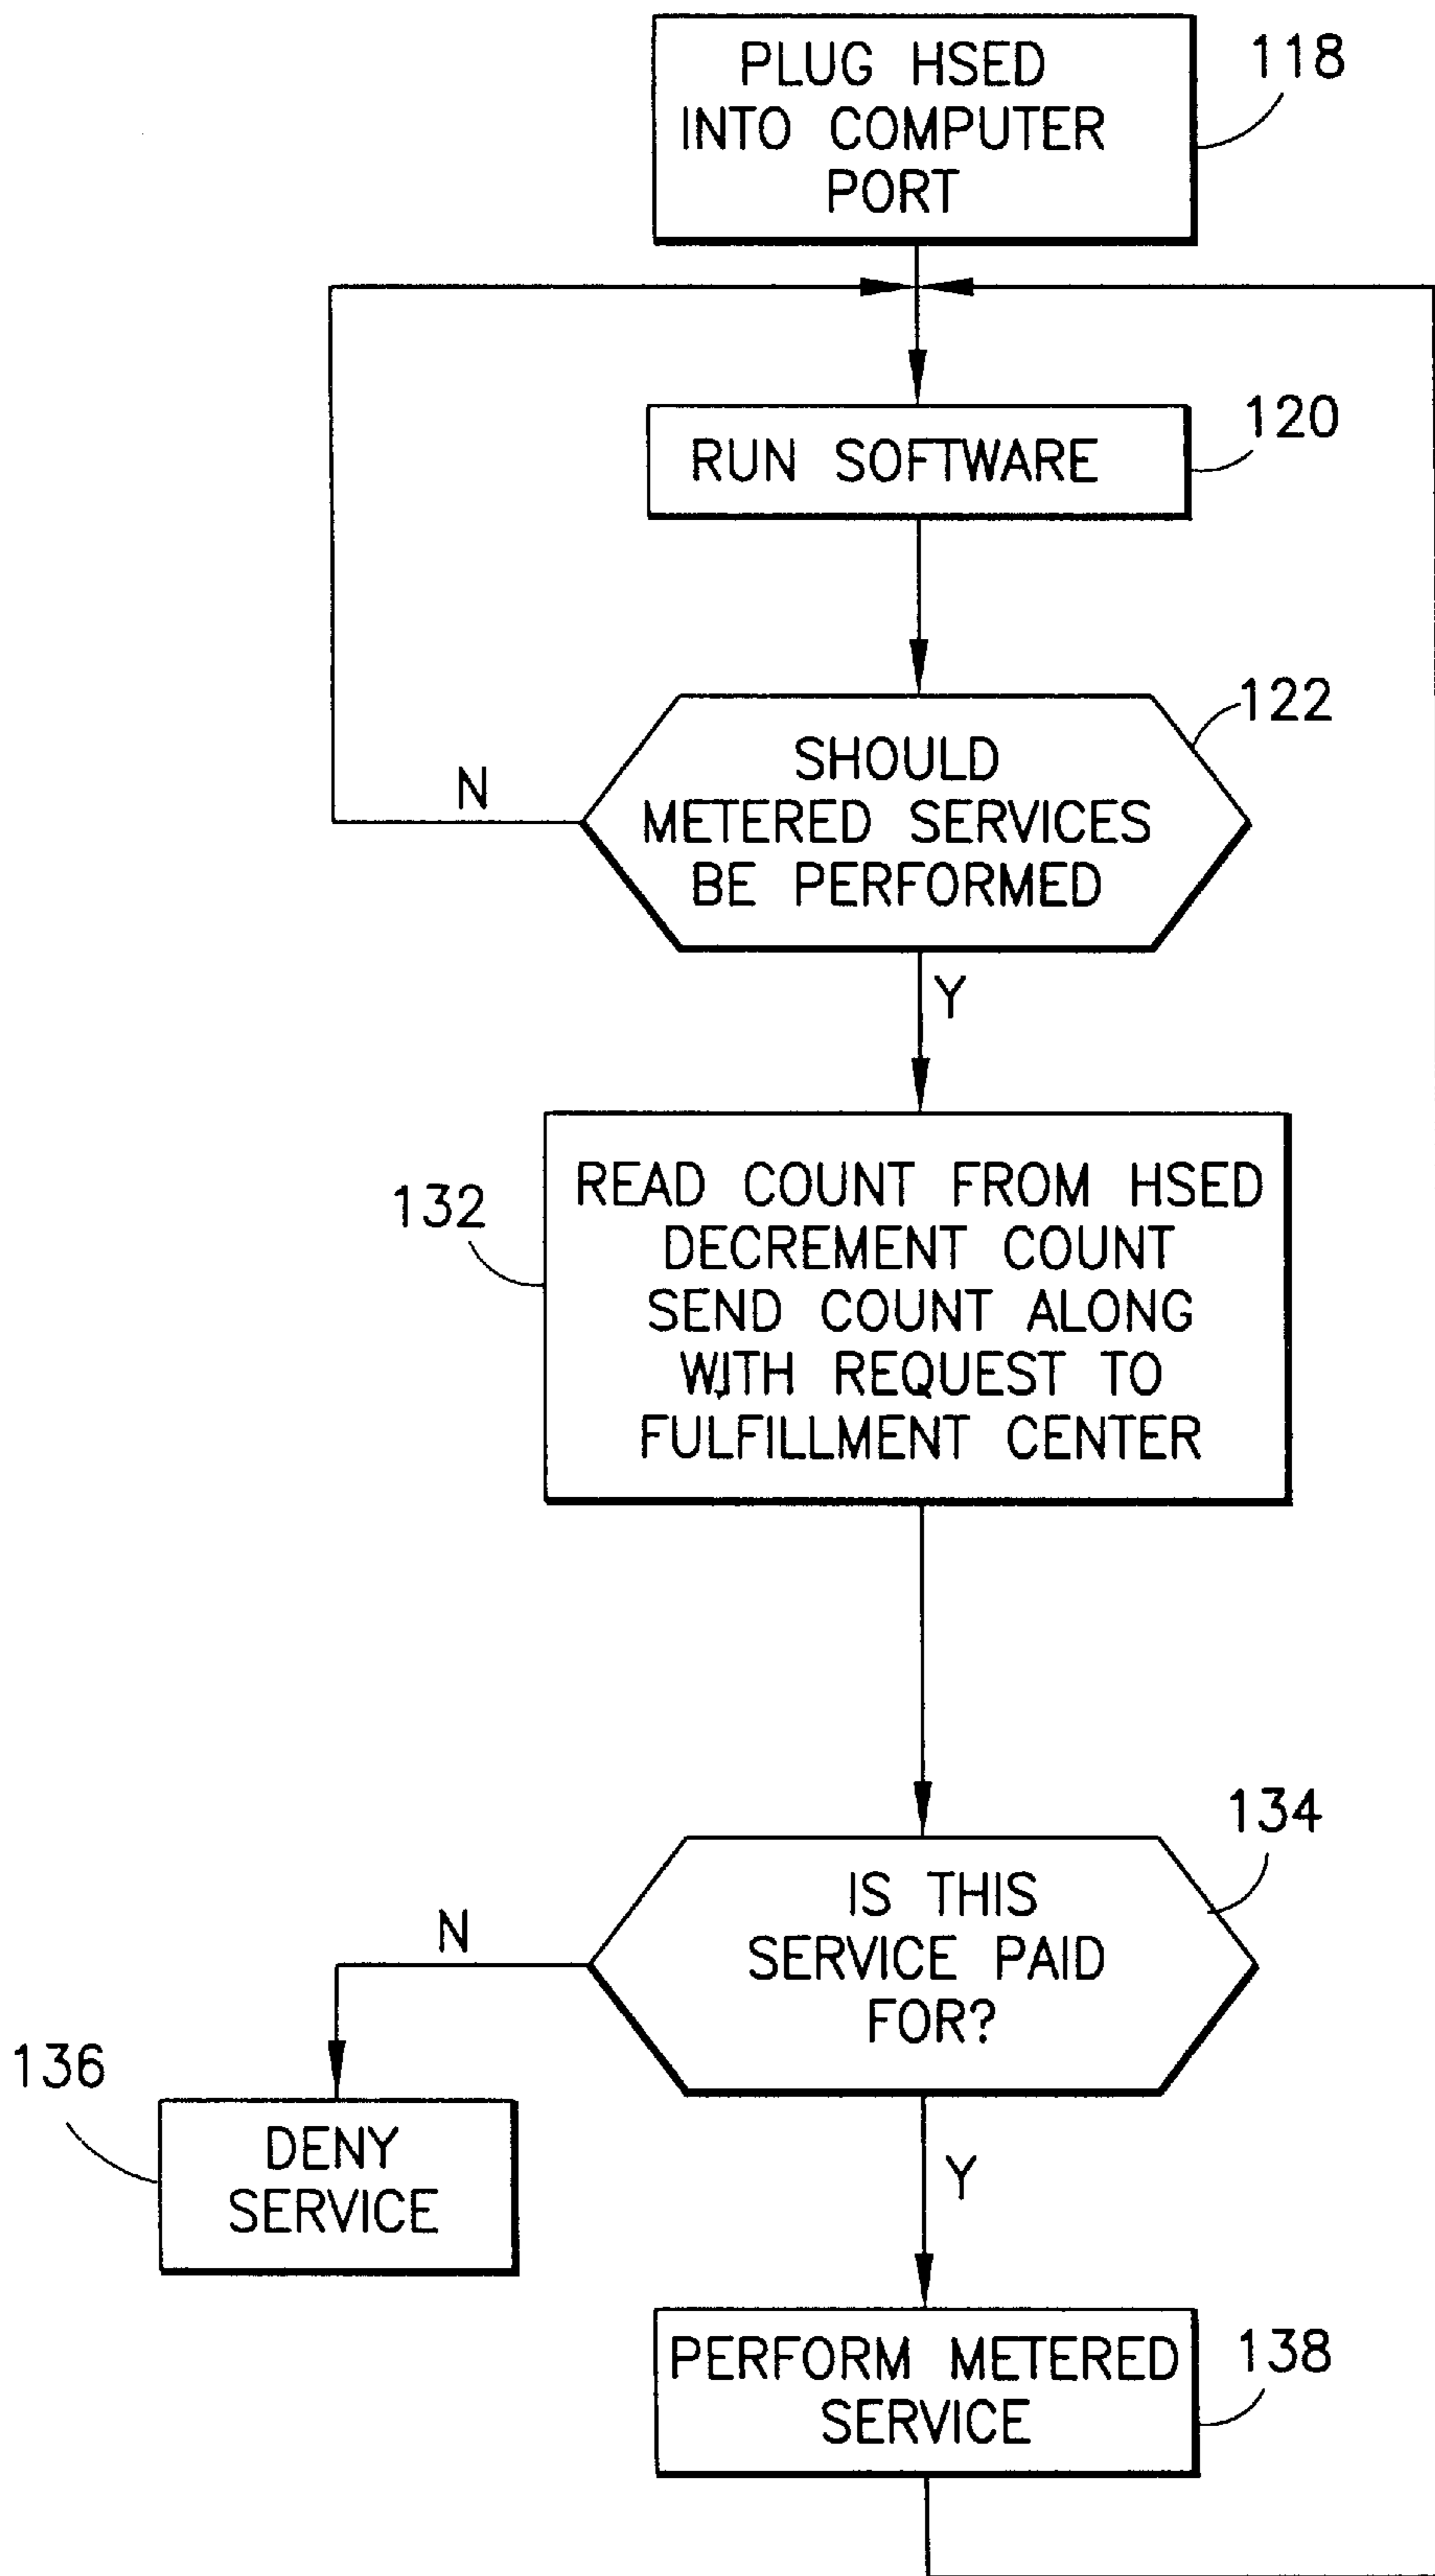 PLUG HSED
INTO COMPUTER
PORT
118
RUN SOFTWARE
120
122
SHOULD
METERED SERVICES
BE PERFORMED
N
Y
132
READ COUNT FROM HSED
DECREMENT COUNT
SEND COUNT ALONG
WITH REQUEST TO
FULFILLMENT CENTER
134
IS THIS
SERVICE PAID
FOR?
N
136
DENY
SERVICE
Y
PERFORM METERED
SERVICE
138